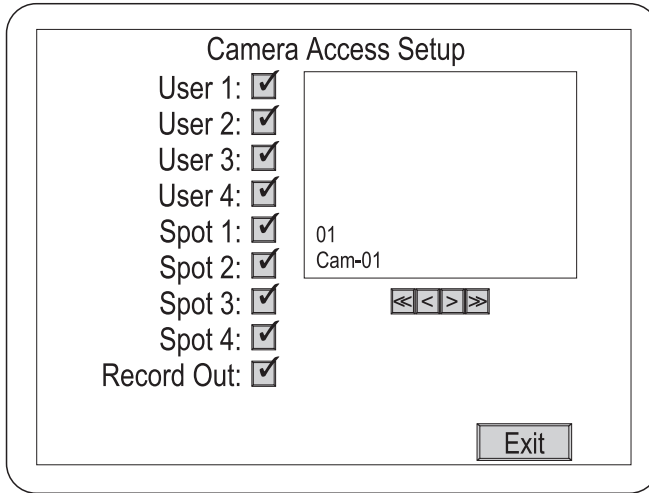 Camera Access Setup
User 1:
User 2:
User 3:
User 4:
Spot 1:
Spot 2:
Spot 3:
Spot 4:
Record Out:
01
Cam-01
<< < > >>
Exit